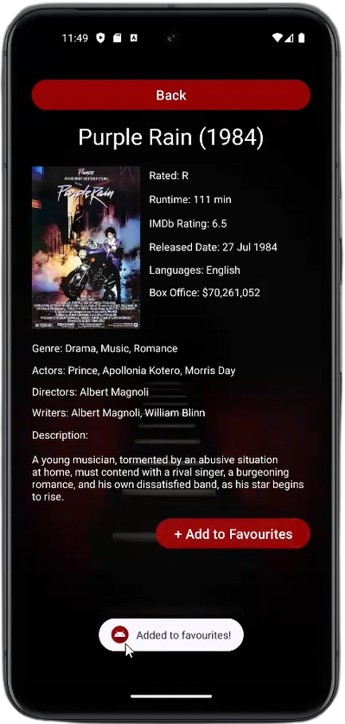 11:49
Back
Purple Rain (1984)
Prince
Purple Rain
Rated: R
Runtime: 111 min
IMDb Rating: 6.5
Released Date: 27 Jul 1984
Languages: English
Box Office: $70,261,052
Genre: Drama, Music, Romance
Actors: Prince, Apollonia Kotero, Morris Day
Directors: Albert Magnoli
Writers: Albert Magnoli, William Blinn
Description:
A young musician, tormented by an abusive situation
at home, must contend with a rival singer, a burgeoning
romance, and his own dissatisfied band, as his star begins
to rise.
+ Add to Favourites
Added to favourites!